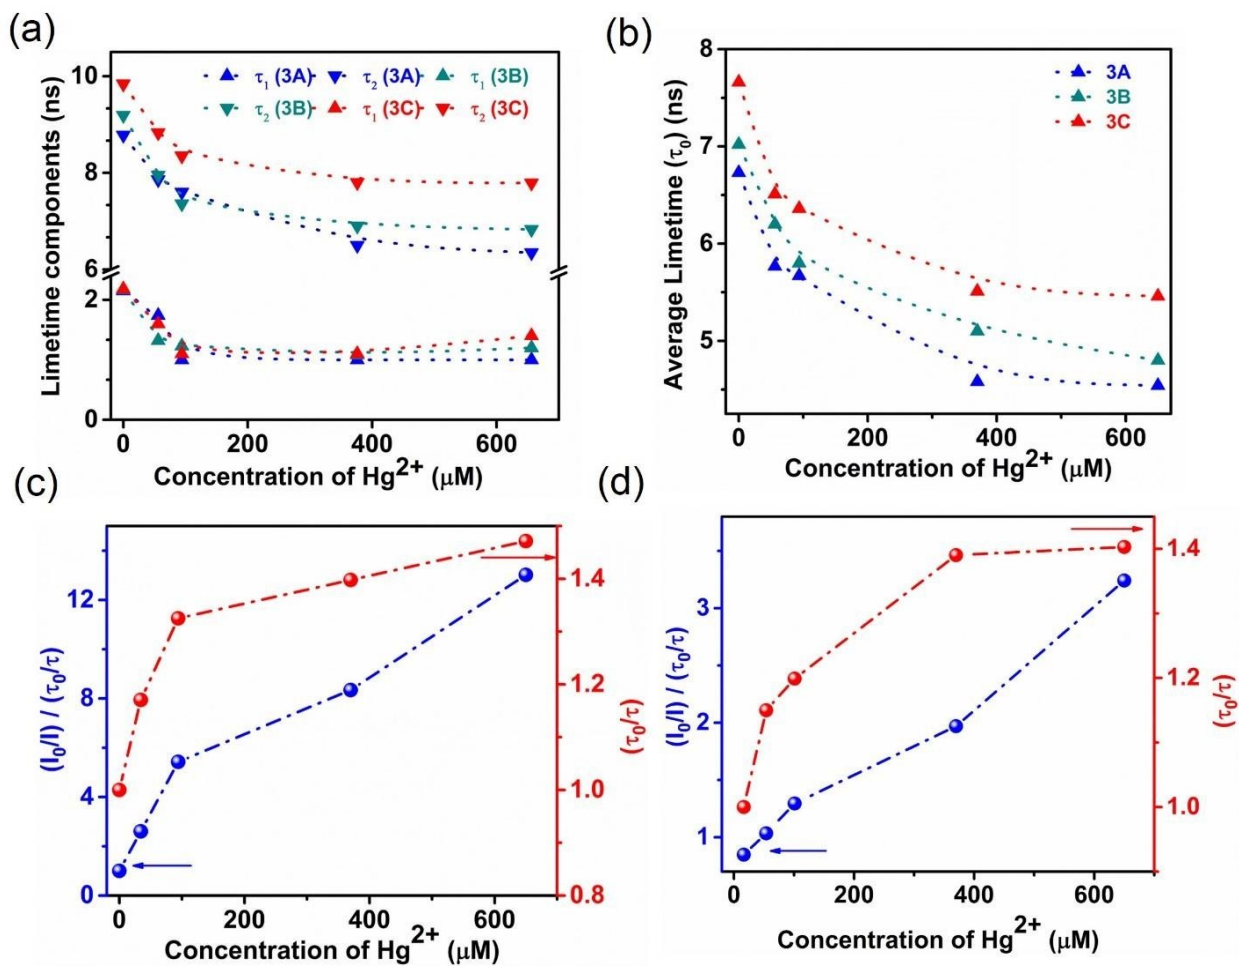 (a)
τ₁ (3A) τ₂ (3A) τ₁ (3B)
τ₂ (3B) τ₁ (3C) τ₂ (3C)
Limetime components (ns)
10
8
6
2
0
0 200 400 600
Concentration of Hg²⁺ (μM)
(b)
3A
3B
3C
Average Limetime (τ₀) (ns)
8
7
6
5
0 200 400 600
Concentration of Hg²⁺ (μM)
(c)
(I₀/I) / (τ₀/τ)
12
8
4
0
1.4
1.2
1.0
0.8
(τ₀/τ)
0 200 400 600
Concentration of Hg²⁺ (μM)
(d)
(I₀/I) / (τ₀/τ)
3
2
1
1.4
1.2
1.0
(τ₀/τ)
0 200 400 600
Concentration of Hg²⁺ (μM)